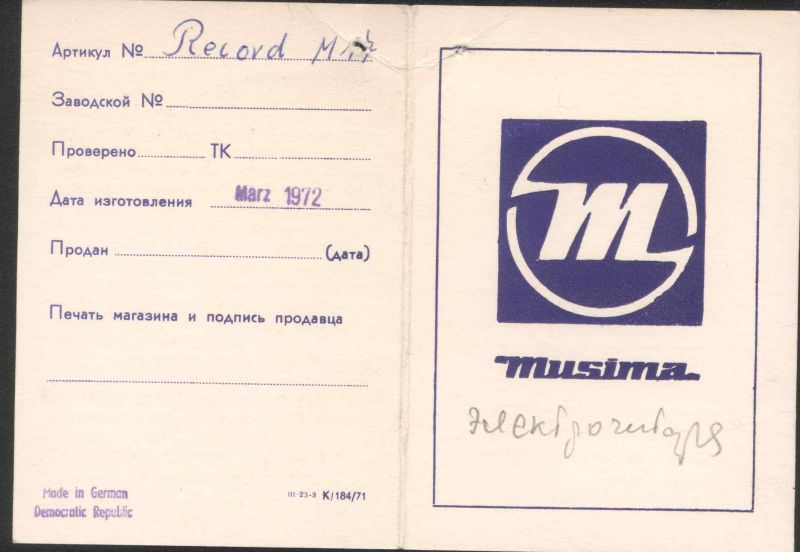 Артикул № Record
Заводской №
Проверено ТК
Дата изготовления März 1972
Продан (дата)
Печать магазина и подпись продавца
Made in German
Democratic Republic
III-23-3 К/184/71
M
musima
Электрогитара